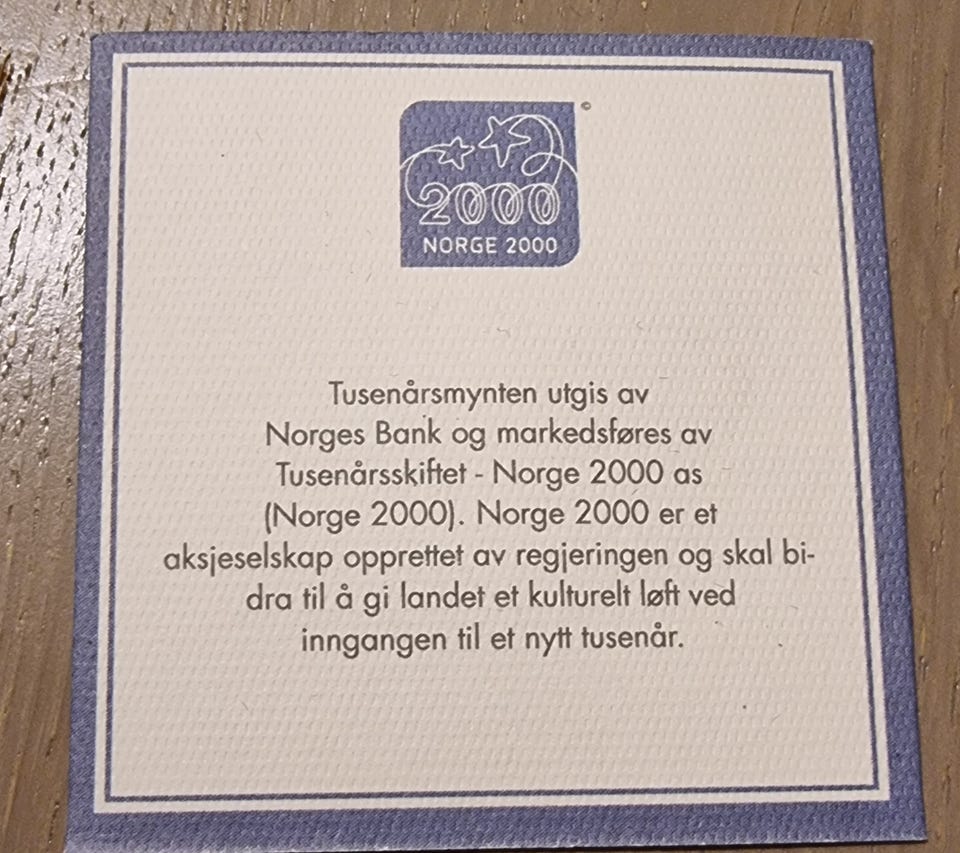 ©
2000
NORGE 2000
Tusenårsmynten utgis av
Norges Bank og markedsføres av
Tusenårsskiftet - Norge 2000 as
(Norge 2000). Norge 2000 er et
aksjeselskap opprettet av regjeringen og skal bi-
dra til å gi landet et kulturelt løft ved
inngangen til et nytt tusenår.